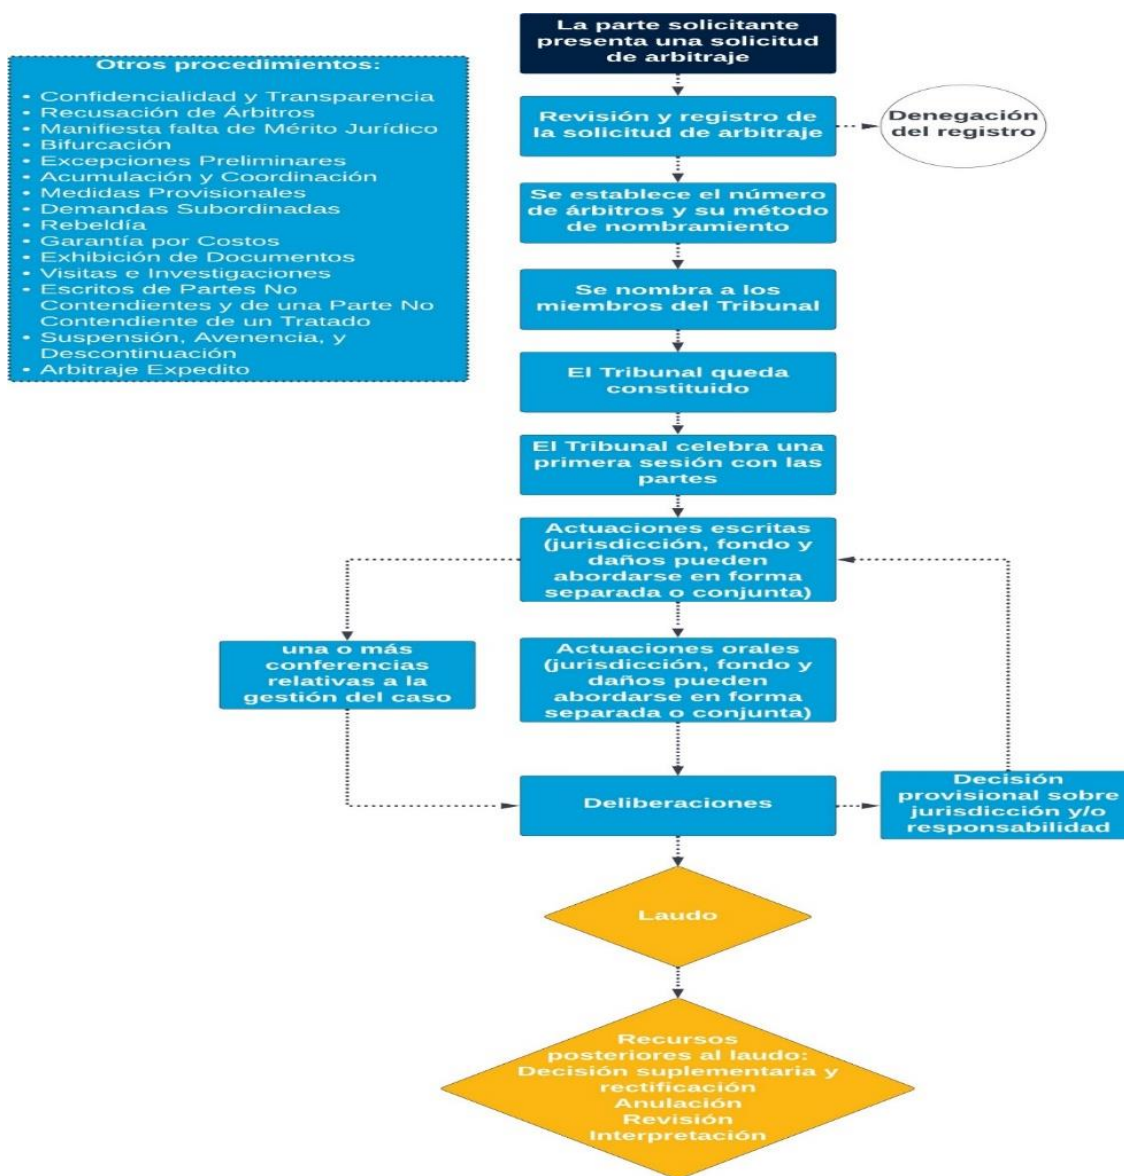 La parte solicitante
presenta una solicitud
de arbitraje
Otros procedimientos:
• Confidencialidad y Transparencia
• Recusación de Árbitros
• Manifiesta falta de Mérito Jurídico
• Bifurcación
• Excepciones Preliminares
• Acumulación y Coordinación
• Medidas Provisionales
• Demandas Subordinadas
• Rebeldía
• Garantía por Costos
• Exhibición de Documentos
• Visitas e Investigaciones
• Escritos de Partes No
Contendientes y de una Parte No
Contendiente de un Tratado
• Suspensión, Avenencia, y
Descontinuación
• Arbitraje Expedito
Revisión y registro de
la solicitud de arbitraje
Denegación
del registro
Se establece el número
de árbitros y su método
de nombramiento
Se nombra a los
miembros del Tribunal
El Tribunal queda
constituido
El Tribunal celebra una
primera sesión con las
partes
Actuaciones escritas
(jurisdicción, fondo y
daños pueden
abordarse en forma
separada o conjunta)
una o más
conferencias
relativas a la
gestión del caso
Actuaciones orales
(jurisdicción, fondo y
daños pueden
abordarse en forma
separada o conjunta)
Deliberaciones
Decisión
provisional sobre
jurisdicción y/o
responsabilidad
Laudo
Recursos
posteriores al laudo:
Decisión suplementaria y
rectificación
Anulación
Revisión
Interpretación